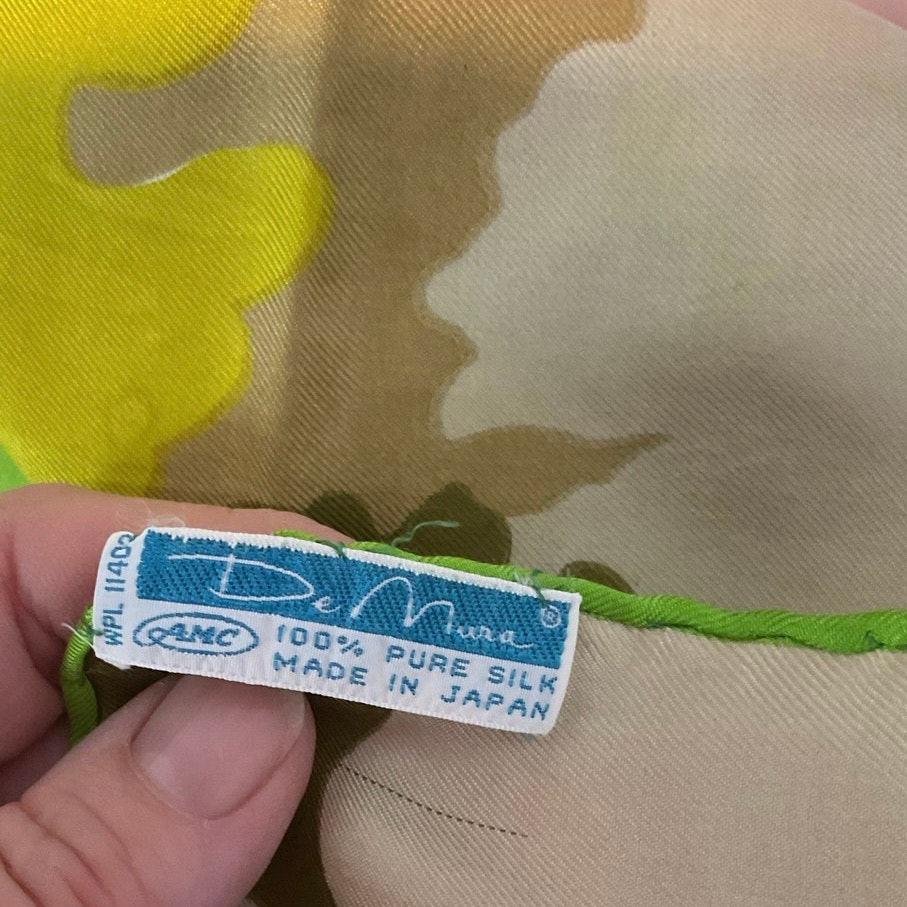 WPL 11402
De Mura ®
AMC
100% PURE SILK
MADE IN JAPAN